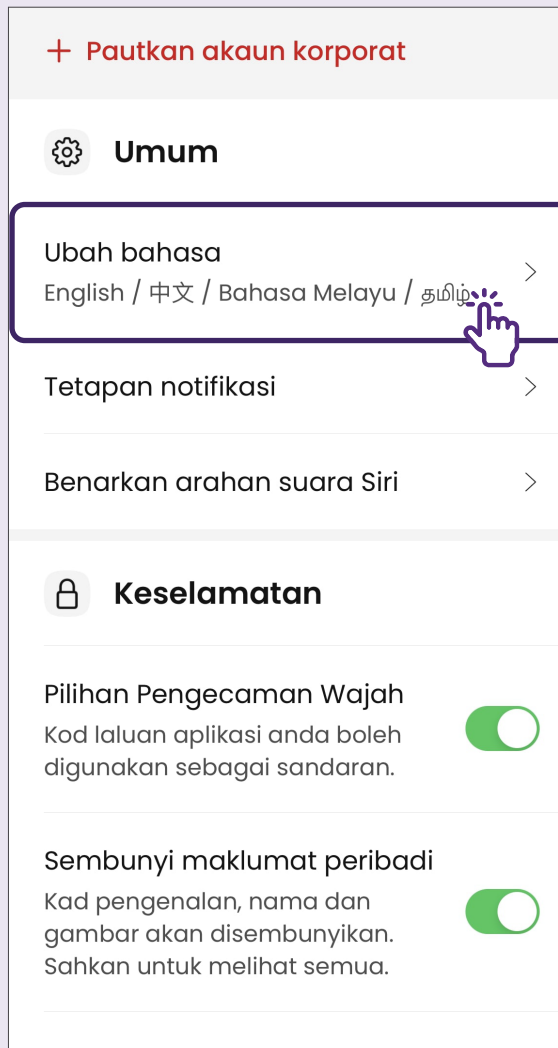 + Pautkan akaun korporat
Umum
Ubah bahasa
English / 中文 / Bahasa Melayu / தமிழ்
Tetapan notifikasi
Benarkan arahan suara Siri
Keselamatan
Pilihan Pengecaman Wajah
Kod laluan aplikasi anda boleh
digunakan sebagai sandaran.
Sembunyi maklumat peribadi
Kad pengenalan, nama dan
gambar akan disembunyikan.
Sahkan untuk melihat semua.